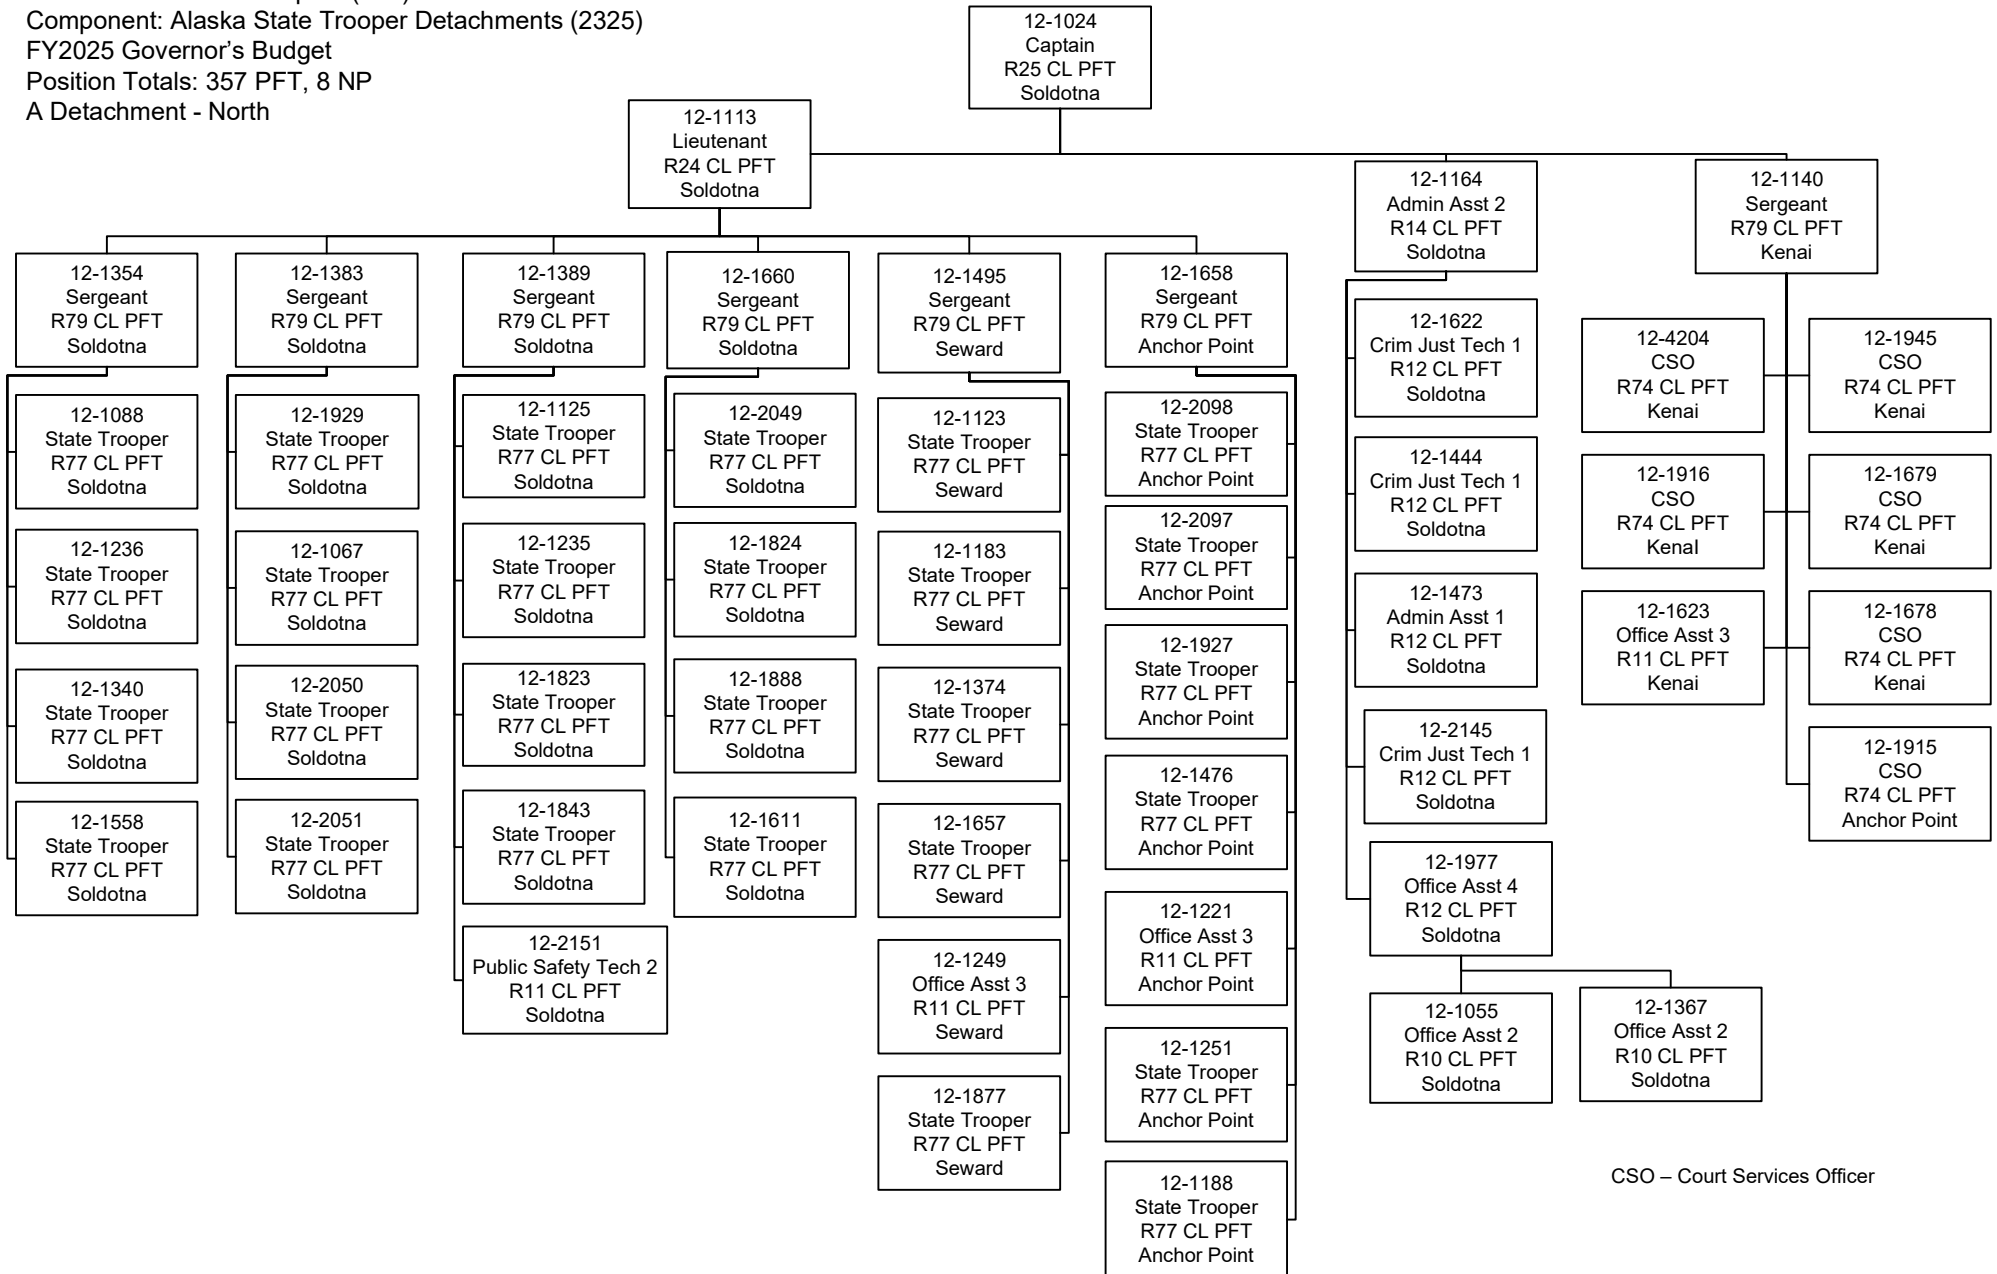 Component: Alaska State Trooper Detachments (2325)
FY2025 Governor's Budget
Position Totals: 357 PFT, 8 NP
A Detachment - North
12-1024
Captain
R25 CL PFT
Soldotna
12-1113
Lieutenant
R24 CL PFT
Soldotna
12-1164
Admin Asst 2
R14 CL PFT
Soldotna
12-1140
Sergeant
R79 CL PFT
Kenai
12-1354
Sergeant
R79 CL PFT
Soldotna
12-1088
State Trooper
R77 CL PFT
Soldotna
12-1236
State Trooper
R77 CL PFT
Soldotna
12-1340
State Trooper
R77 CL PFT
Soldotna
12-1558
State Trooper
R77 CL PFT
Soldotna
12-1383
Sergeant
R79 CL PFT
Soldotna
12-1929
State Trooper
R77 CL PFT
Soldotna
12-1067
State Trooper
R77 CL PFT
Soldotna
12-2050
State Trooper
R77 CL PFT
Soldotna
12-2051
State Trooper
R77 CL PFT
Soldotna
12-1389
Sergeant
R79 CL PFT
Soldotna
12-1125
State Trooper
R77 CL PFT
Soldotna
12-1235
State Trooper
R77 CL PFT
Soldotna
12-1823
State Trooper
R77 CL PFT
Soldotna
12-1843
State Trooper
R77 CL PFT
Soldotna
12-2151
Public Safety Tech 2
R11 CL PFT
Soldotna
12-1660
Sergeant
R79 CL PFT
Soldotna
12-2049
State Trooper
R77 CL PFT
Soldotna
12-1824
State Trooper
R77 CL PFT
Soldotna
12-1888
State Trooper
R77 CL PFT
Soldotna
12-1611
State Trooper
R77 CL PFT
Soldotna
12-1495
Sergeant
R79 CL PFT
Seward
12-1123
State Trooper
R77 CL PFT
Seward
12-1183
State Trooper
R77 CL PFT
Seward
12-1374
State Trooper
R77 CL PFT
Seward
12-1657
State Trooper
R77 CL PFT
Seward
12-1249
Office Asst 3
R11 CL PFT
Seward
12-1877
State Trooper
R77 CL PFT
Seward
12-1658
Sergeant
R79 CL PFT
Anchor Point
12-2098
State Trooper
R77 CL PFT
Anchor Point
12-2097
State Trooper
R77 CL PFT
Anchor Point
12-1927
State Trooper
R77 CL PFT
Anchor Point
12-1476
State Trooper
R77 CL PFT
Anchor Point
12-1221
Office Asst 3
R11 CL PFT
Anchor Point
12-1251
State Trooper
R77 CL PFT
Anchor Point
12-1188
State Trooper
R77 CL PFT
Anchor Point
12-1622
Crim Just Tech 1
R12 CL PFT
Soldotna
12-1444
Crim Just Tech 1
R12 CL PFT
Soldotna
12-1473
Admin Asst 1
R12 CL PFT
Soldotna
12-2145
Crim Just Tech 1
R12 CL PFT
Soldotna
12-1977
Office Asst 4
R12 CL PFT
Soldotna
12-1055
Office Asst 2
R10 CL PFT
Soldotna
12-1367
Office Asst 2
R10 CL PFT
Soldotna
12-4204
CSO
R74 CL PFT
Kenai
12-1945
CSO
R74 CL PFT
Kenai
12-1916
CSO
R74 CL PFT
KenaI
12-1679
CSO
R74 CL PFT
Kenai
12-1623
Office Asst 3
R11 CL PFT
Kenai
12-1678
CSO
R74 CL PFT
Kenai
12-1915
CSO
R74 CL PFT
Anchor Point
CSO – Court Services Officer